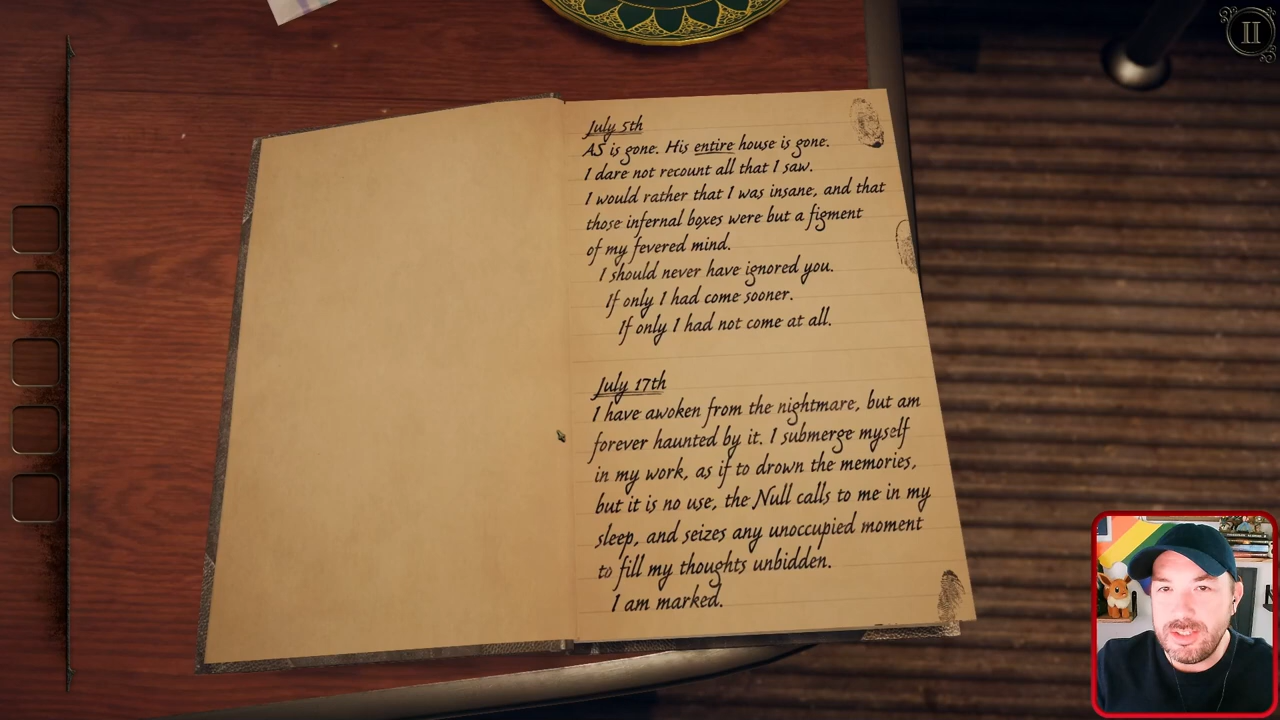 July 5th
AS is gone. His entire house is gone.
I dare not recount all that I saw.
I would rather that I was insane, and that
those infernal boxes were but a figment
of my fevered mind.
I should never have ignored you.
If only I had come sooner.
If only I had not come at all.
July 17th
I have awoken from the nightmare, but am
forever haunted by it. I submerge myself
in my work, as if to drown the memories,
but it is no use, the Null calls to me in my
sleep, and seizes any unoccupied moment
to fill my thoughts unbidden.
I am marked.